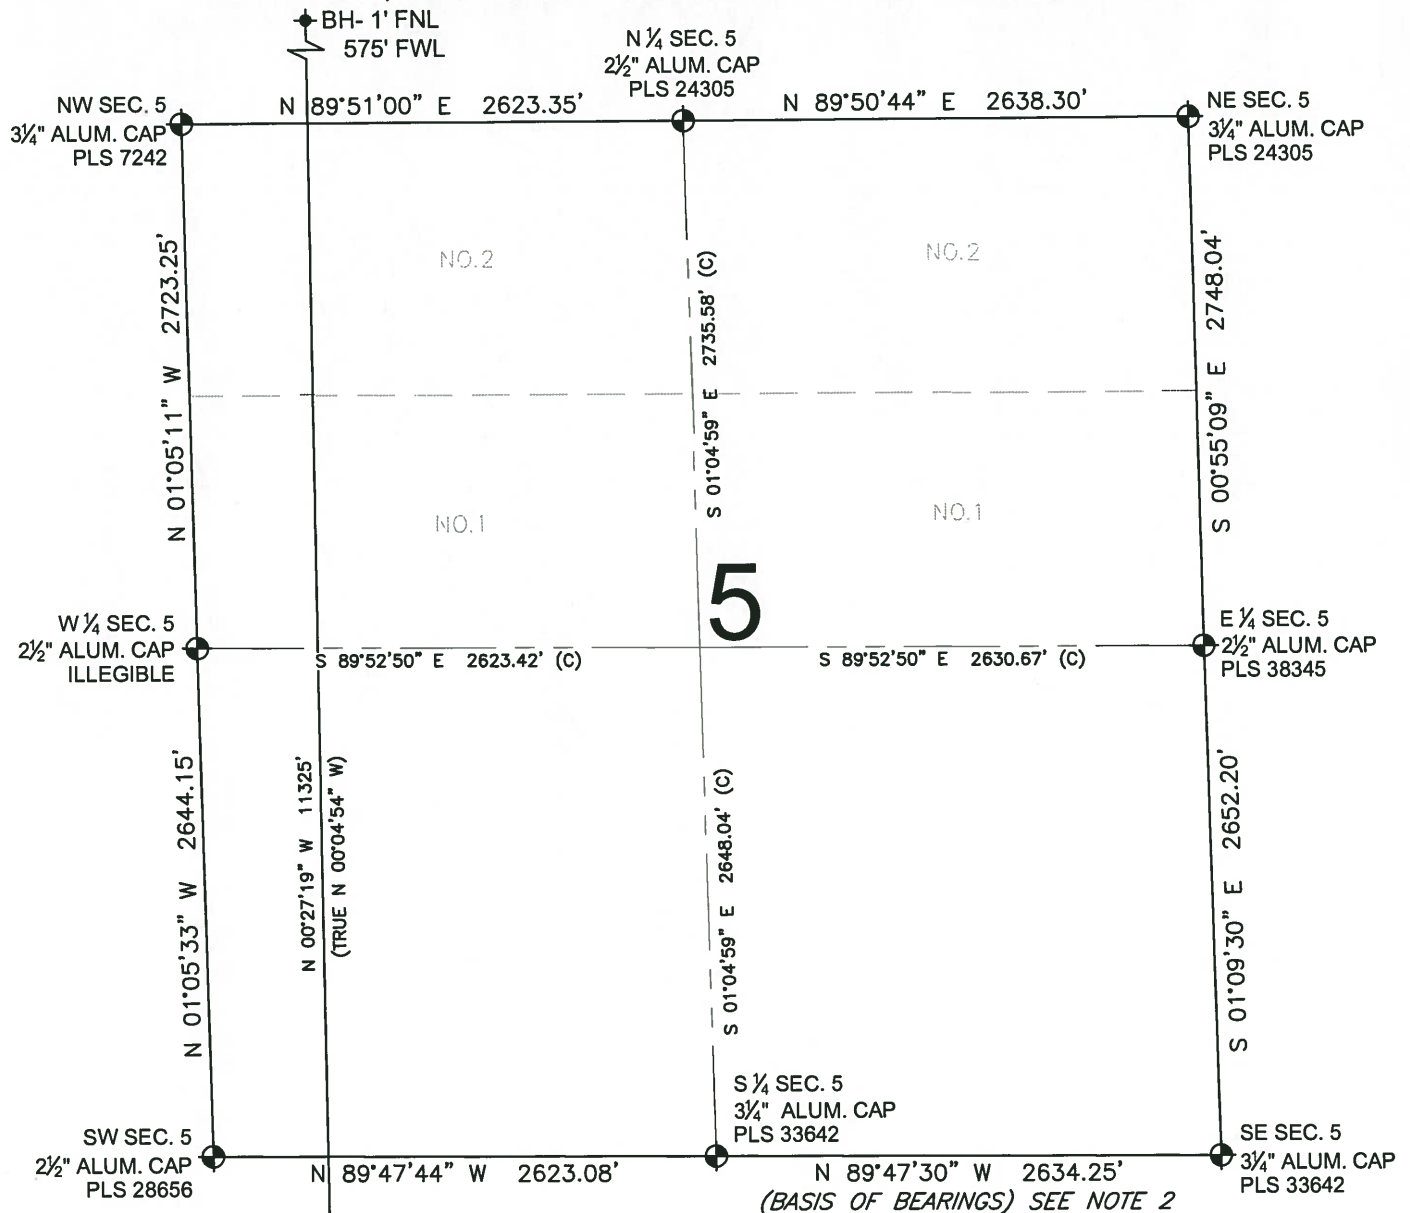 BH- 1' FNL
575' FWL
N ¼ SEC. 5
2½" ALUM. CAP
PLS 24305
NW SEC. 5
3¼" ALUM. CAP
PLS 7242
N 89°51'00" E 2623.35'
N 89°50'44" E 2638.30'
NE SEC. 5
3¼" ALUM. CAP
PLS 24305
N 01°05'11" W 2723.25'
NO.2
S 01°04'59" E 2735.58' (C)
NO.2
S 00°55'09" E 2748.04'
NO.1
NO.1
5
W ¼ SEC. 5
2½" ALUM. CAP
ILLEGIBLE
S 89°52'50" E 2623.42' (C)
S 89°52'50" E 2630.67' (C)
E ¼ SEC. 5
2½" ALUM. CAP
PLS 38345
N 01°05'33" W 2644.15'
N 00°27'19" W 11325'
(TRUE N 00°04'54" W)
S 01°04'59" E 2648.04' (C)
S 01°09'30" E 2652.20'
S ¼ SEC. 5
3¼" ALUM. CAP
PLS 33642
SW SEC. 5
2½" ALUM. CAP
PLS 28656
N 89°47'44" W 2623.08'
N 89°47'30" W 2634.25'
(BASIS OF BEARINGS) SEE NOTE 2
SE SEC. 5
3¼" ALUM. CAP
PLS 33642